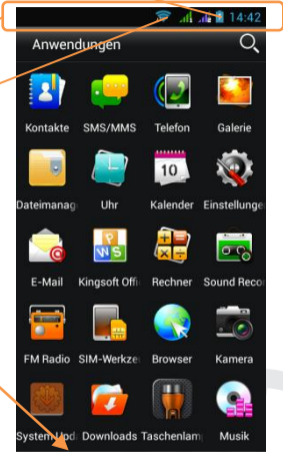 14:42
Anwendungen
Kontakte SMS/MMS Telefon Galerie
10
Dateimanag Uhr Kalender Einstellunge
P
W S
E-Mail Kingsoft Offi Rechner Sound Reco
FM Radio SIM-Werkze Browser Kamera
System Upd Downloads Taschenlam Musik